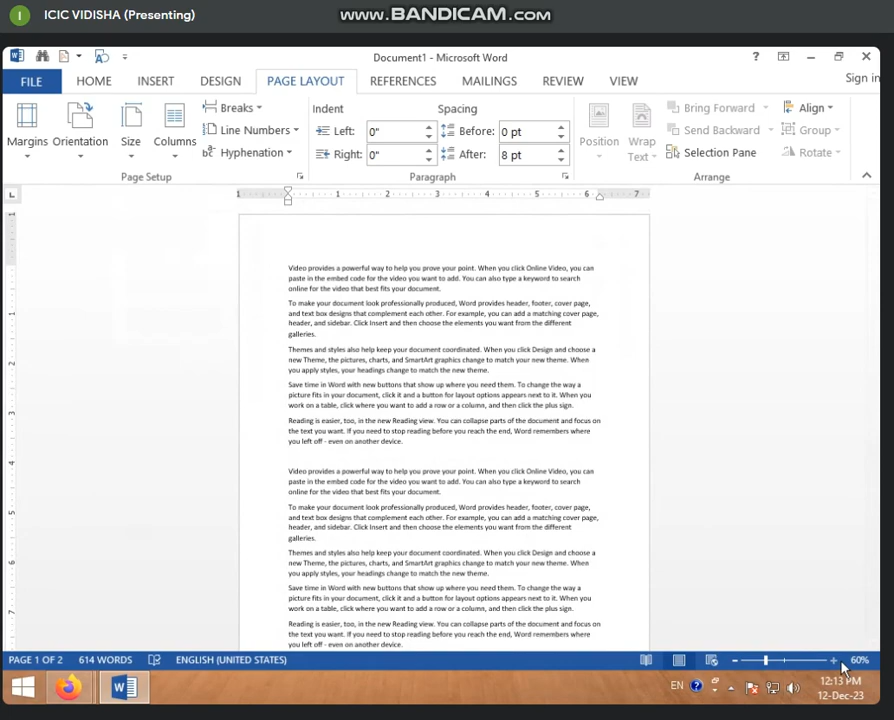 I ICIC VIDISHA (Presenting) www.BANDICAM.com
Document1 - Microsoft Word ?
Sign in
FILE HOME INSERT DESIGN PAGE LAYOUT REFERENCES MAILINGS REVIEW VIEW
Margins Orientation Size Columns
Breaks
Line Numbers
Hyphenation
Page Setup
Indent Spacing
Left: 0" Before: 0 pt
Right: 0" After: 8 pt
Paragraph
Position Wrap Text
Bring Forward
Send Backward
Selection Pane
Align
Group
Rotate
Arrange
1 1 2 3 4 5 6 7
Video provides a powerful way to help you prove your point. When you click Online Video, you can
paste in the embed code for the video you want to add. You can also type a keyword to search
online for the video that best fits your document.
To make your document look professionally produced, Word provides header, footer, cover page,
and text box designs that complement each other. For example, you can add a matching cover page,
header, and sidebar. Click Insert and then choose the elements you want from the different
galleries.
Themes and styles also help keep your document coordinated. When you click Design and choose a
new Theme, the pictures, charts, and SmartArt graphics change to match your new theme. When
you apply styles, your headings change to match the new theme.
Save time in Word with new buttons that show up where you need them. To change the way a
picture fits in your document, click it and a button for layout options appears next to it. When you
work on a table, click where you want to add a row or a column, and then click the plus sign.
Reading is easier, too, in the new Reading view. You can collapse parts of the document and focus on
the text you want. If you need to stop reading before you reach the end, Word remembers where
you left off - even on another device.
Video provides a powerful way to help you prove your point. When you click Online Video, you can
paste in the embed code for the video you want to add. You can also type a keyword to search
online for the video that best fits your document.
To make your document look professionally produced, Word provides header, footer, cover page,
and text box designs that complement each other. For example, you can add a matching cover page,
header, and sidebar. Click Insert and then choose the elements you want from the different
galleries.
Themes and styles also help keep your document coordinated. When you click Design and choose a
new Theme, the pictures, charts, and SmartArt graphics change to match your new theme. When
you apply styles, your headings change to match the new theme.
Save time in Word with new buttons that show up where you need them. To change the way a
picture fits in your document, click it and a button for layout options appears next to it. When you
work on a table, click where you want to add a row or a column, and then click the plus sign.
Reading is easier, too, in the new Reading view. You can collapse parts of the document and focus on
the text you want. If you need to stop reading before you reach the end, Word remembers where
you left off - even on another device.
1
1
2
3
4
5
6
7
PAGE 1 OF 2 614 WORDS ENGLISH (UNITED STATES) 60%
EN 12:13 PM
12-Dec-23